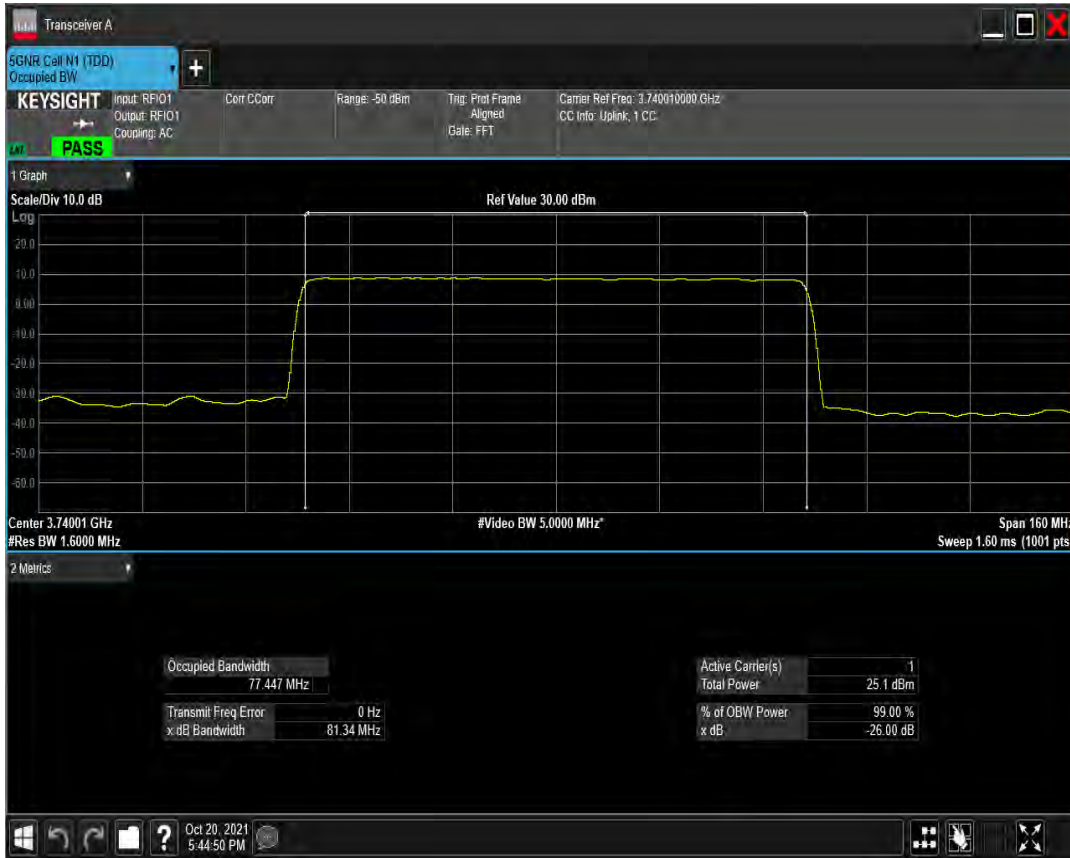 Transceiver A
5GNR Cell N1 (TDD)
Occupied BW
+
KEYSIGHT
PASS
Input: RFIO1
Output: RFIO1
Coupling: AC
Corr CCorr
Range: -50 dBm
Trig: Prot Frame
Aligned
Gate: FFT
Carrier Ref Freq: 3.740010000 GHz
CC Info: Uplink, 1 CC
1 Graph
Scale/Div 10.0 dB
Ref Value 30.00 dBm
Log
20.0
10.0
0.00
-10.0
-20.0
-30.0
-40.0
-50.0
-60.0
Center 3.74001 GHz
#Video BW 5.0000 MHz*
Span 160 MHz
#Res BW 1.6000 MHz
Sweep 1.60 ms (1001 pts
2 Metrics
Occupied Bandwidth
77.447 MHz
Transmit Freq Error 0 Hz
x dB Bandwidth 81.34 MHz
Active Carrier(s) 1
Total Power 25.1 dBm
% of OBW Power 99.00 %
x dB -26.00 dB
?
Oct 20, 2021
5:44:50 PM